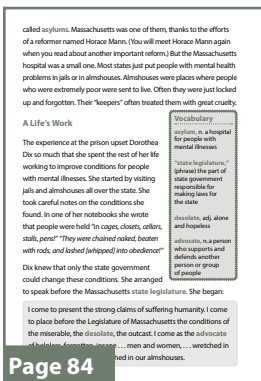 called asylums. Massachusetts was one of them, thanks to the efforts
of a reformer named Horace Mann. (You will meet Horace Mann again
when you read about another important reform.) But the Massachusetts
hospital was a small one. Most states just put people with mental health
problems in jails or in almshouses. Almshouses were places where people
who were extremely poor were sent to live. Often they were just locked
up and forgotten. Their "keepers" often treated them with great cruelty.
A Life's Work
The experience at the prison upset Dorothea
Dix so much that she spent the rest of her life
working to improve conditions for people
with mental illnesses. She started by visiting
jails and almshouses all over the state. She
took careful notes on the conditions she
found. In one of her notebooks she wrote
that people were held "in cages, closets, cellars,
stalls, pens!" "They were chained naked, beaten
with rods, and lashed [whipped] into obedience!"
Dix knew that only the state government
could change these conditions. She arranged
to speak before the Massachusetts state legislature. She began:
Vocabulary
asylum, n. a hospital
for people with
mental illnesses
"state legislature,"
(phrase) the part of
state government
responsible for
making laws for
the state
desolate, adj. alone
and hopeless
advocate, n. a person
who supports and
defends another
person or group
of people
I come to present the strong claims of suffering humanity. I come
to place before the Legislature of Massachusetts the conditions of
the miserable, the desolate, the outcast. I come as the advocate
men and women, . . . wretched in
in our almshouses.
Page 84